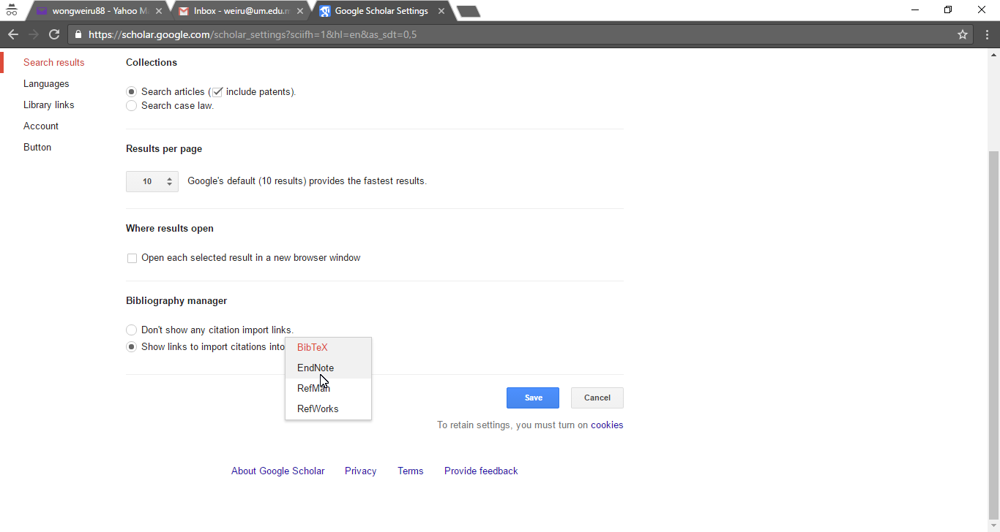 wongweiru88 - Yahoo M
Inbox - weiru@um.edu.m
Google Scholar Settings
https://scholar.google.com/scholar_settings?sciifh=1&hl=en&as_sdt=0,5
Search results
Languages
Library links
Account
Button
Collections
Search articles ( include patents).
Search case law.
Results per page
10 Google's default (10 results) provides the fastest results.
Where results open
Open each selected result in a new browser window
Bibliography manager
Don't show any citation import links.
Show links to import citations into
BibTeX
EndNote
RefMan
RefWorks
Save
Cancel
To retain settings, you must turn on cookies
About Google Scholar Privacy Terms Provide feedback